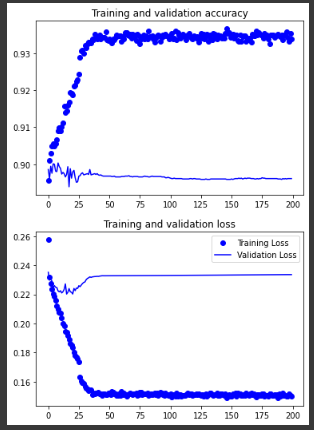 Training and validation accuracy
0.93
0.92
0.91
0.90
0 25 50 75 100 125 150 175 200
Training and validation loss
0.26
Training Loss
Validation Loss
0.24
0.22
0.20
0.18
0.16
0 25 50 75 100 125 150 175 200